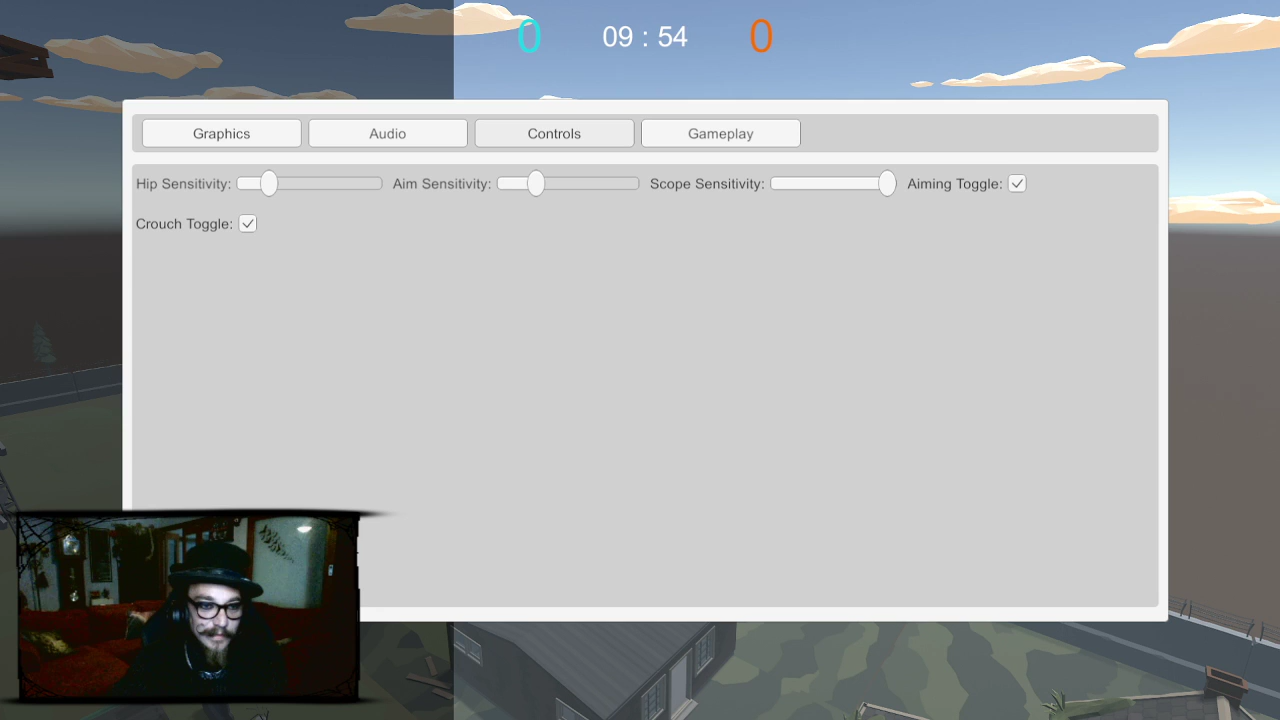 0 09 : 54 0
Graphics Audio Controls Gameplay
Hip Sensitivity: Aim Sensitivity: Scope Sensitivity: Aiming Toggle:
Crouch Toggle: